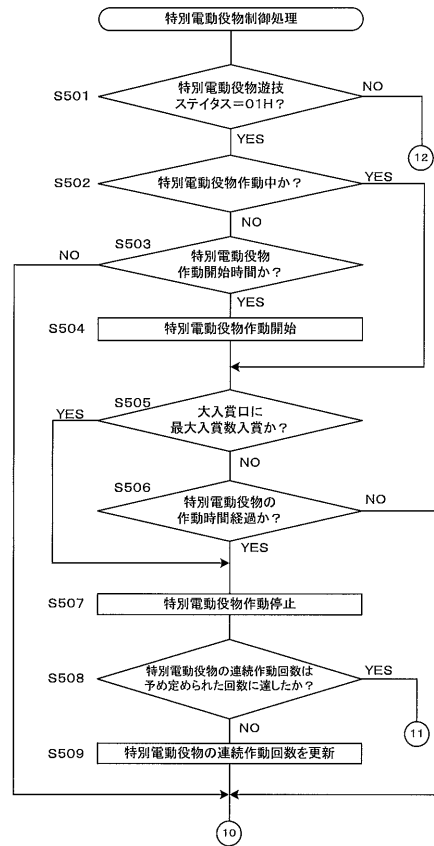 特別電動役物制御処理
S501
特別電動役物遊技
ステイタス=01H?
NO
YES
12
S502
特別電動役物作動中か?
YES
NO
S503
NO
特別電動役物
作動開始時間か?
YES
S504
特別電動役物作動開始
S505
YES
大入賞口に
最大入賞数入賞か?
NO
S506
特別電動役物の
作動時間経過か?
NO
YES
S507
特別電動役物作動停止
S508
特別電動役物の連続作動回数は
予め定められた回数に達したか?
YES
11
NO
S509
特別電動役物の連続作動回数を更新
10